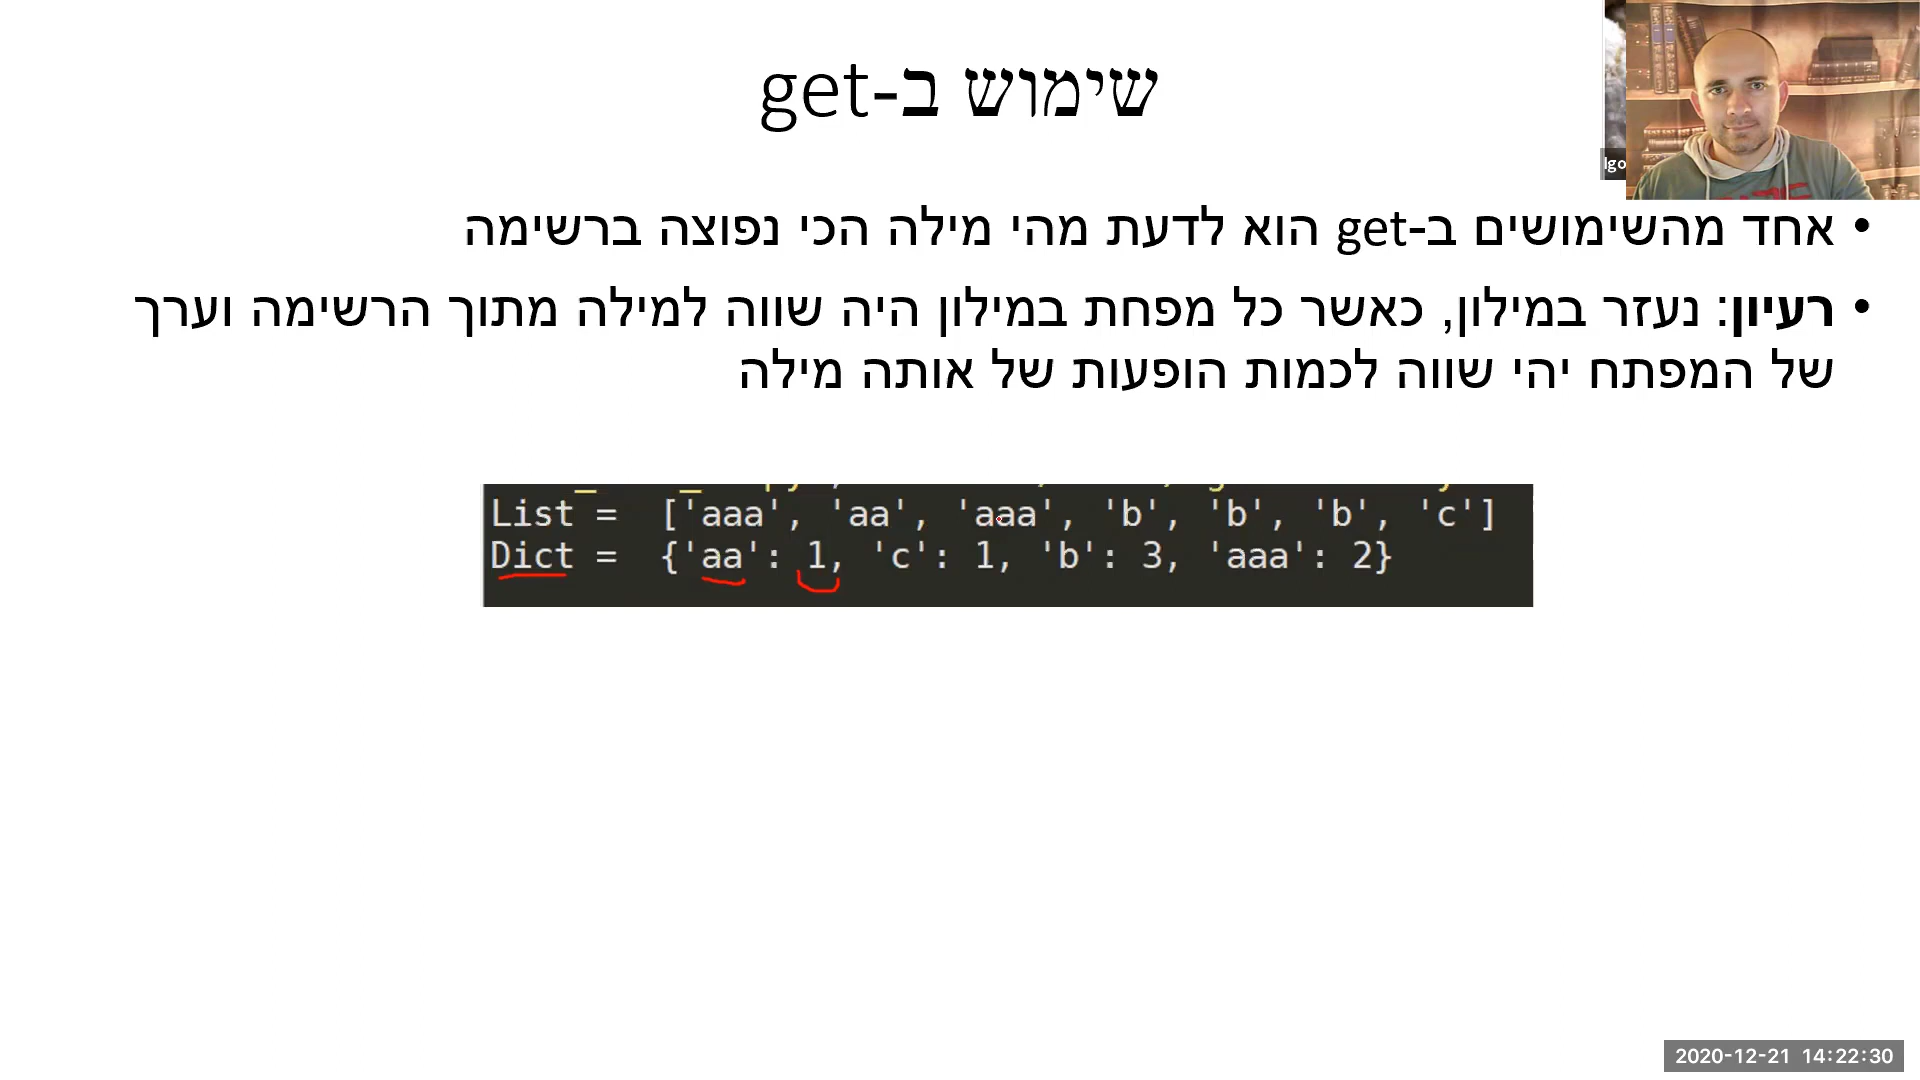 שימוש ב-get
Igo
• אחד מהשימושים ב-get הוא לדעת מהי מילה הכי נפוצה ברשימה
• רעיון: נעזר במילון, כאשר כל מפחת במילון היה שווה למילה מתוך הרשימה וערך
של המפתח יהי שווה לכמות הופעות של אותה מילה
List =  ['aaa', 'aa', 'aaa', 'b', 'b', 'b', 'c']
Dict =  {'aa': 1, 'c': 1, 'b': 3, 'aaa': 2}
2020-12-21 14:22:30